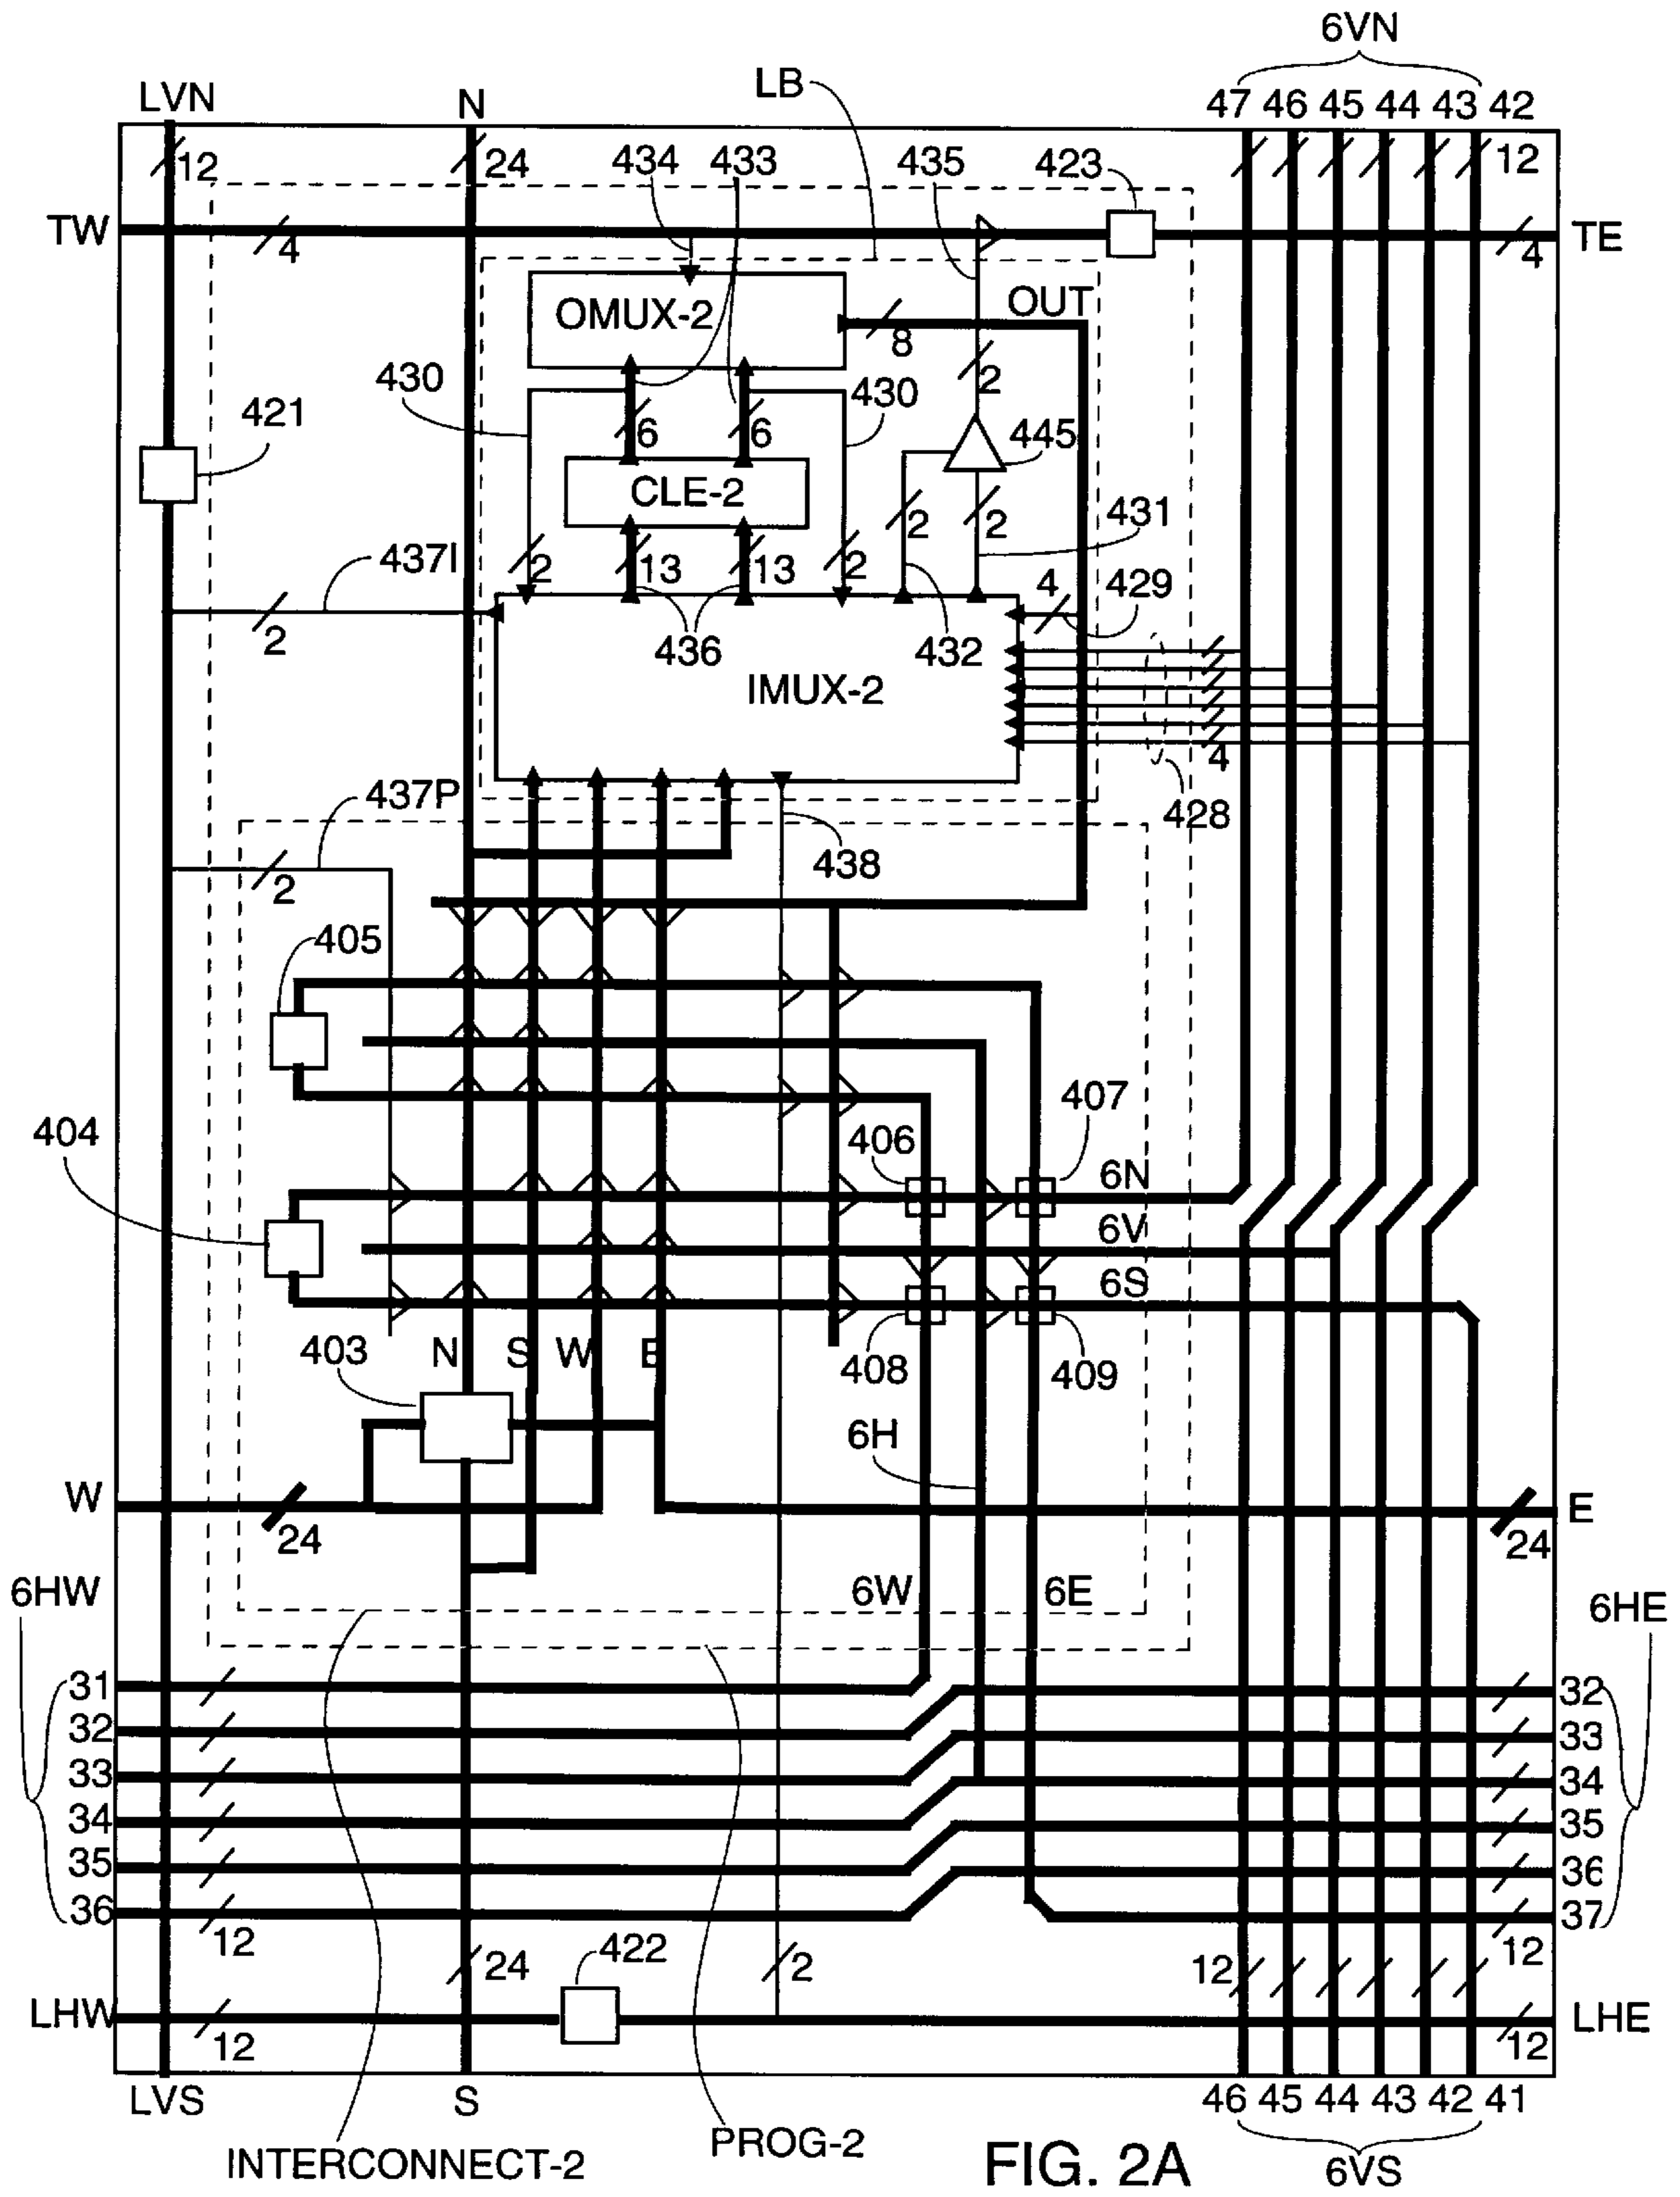 6VN
LVN
N
LB
47 46 45 44 43 42
12
24
434 433
435
423
12
TW
4
TE
4
OMUX-2
OUT
8
430
2
430
421
6
6
445
CLE-2
2
2
431
437I
2
13
13
2
4
429
2
436
432
IMUX-2
4
437P
428
2
438
405
407
404
406
6N
6V
6S
403
N S W E
408
409
6H
W
E
24
24
6HW
6W
6E
6HE
31
32
32
33
33
34
34
35
35
36
36
37
12
12
24
422
2
12
LHW
12
LHE
12
LVS
S
46 45 44 43 42 41
INTERCONNECT-2
PROG-2
FIG. 2A
6VS